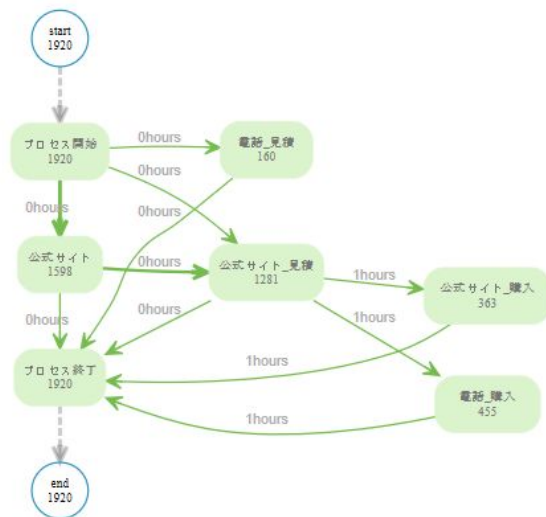 start
1920
プロセス開始
1920
0hours
電話_見積
160
0hours
0hours
0hours
公式サイト
1598
0hours
公式サイト_見積
1281
1hours
公式サイト_購入
363
0hours
0hours
1hours
プロセス終了
1920
1hours
電話_購入
455
1hours
end
1920